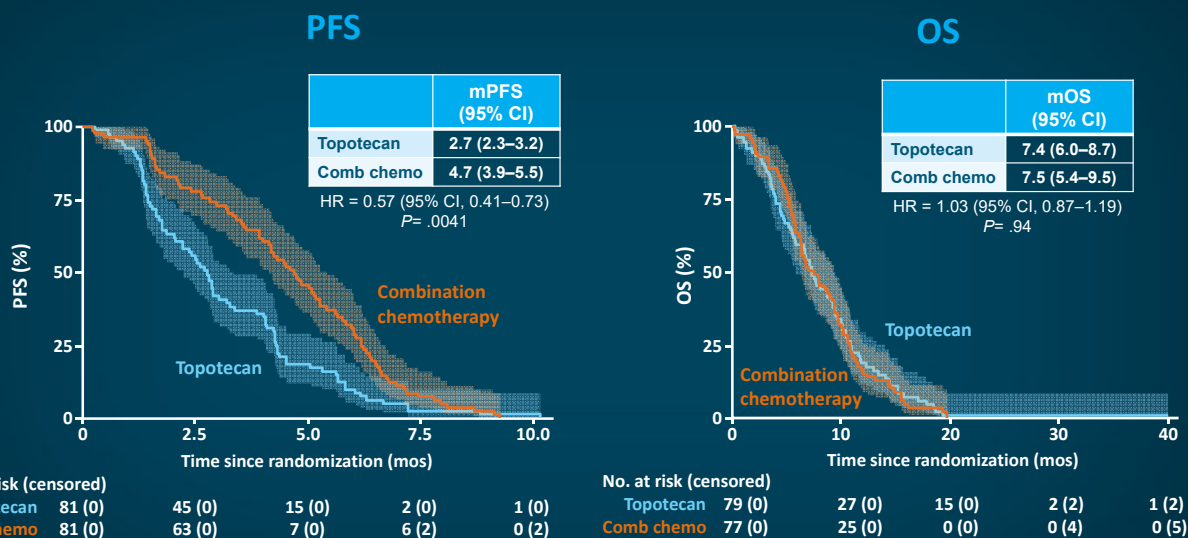 PFS
mPFS
(95% CI)
Topotecan 2.7 (2.3–3.2)
Comb chemo 4.7 (3.9–5.5)
HR = 0.57 (95% CI, 0.41–0.73)
P= .0041
100
75
50
25
0
PFS (%)
Combination
chemotherapy
Topotecan
0 2.5 5.0 7.5 10.0
Time since randomization (mos)
isk (censored)
ecan 81 (0) 45 (0) 15 (0) 2 (0) 1 (0)
hemo 81 (0) 63 (0) 7 (0) 6 (2) 0 (2)
OS
mOS
(95% CI)
Topotecan 7.4 (6.0–8.7)
Comb chemo 7.5 (5.4–9.5)
HR = 1.03 (95% CI, 0.87–1.19)
P= .94
100
75
50
25
0
OS (%)
Topotecan
Combination
chemotherapy
0 10 20 30 40
Time since randomization (mos)
No. at risk (censored)
Topotecan 79 (0) 27 (0) 15 (0) 2 (2) 1 (2)
Comb chemo 77 (0) 25 (0) 0 (0) 0 (4) 0 (5)